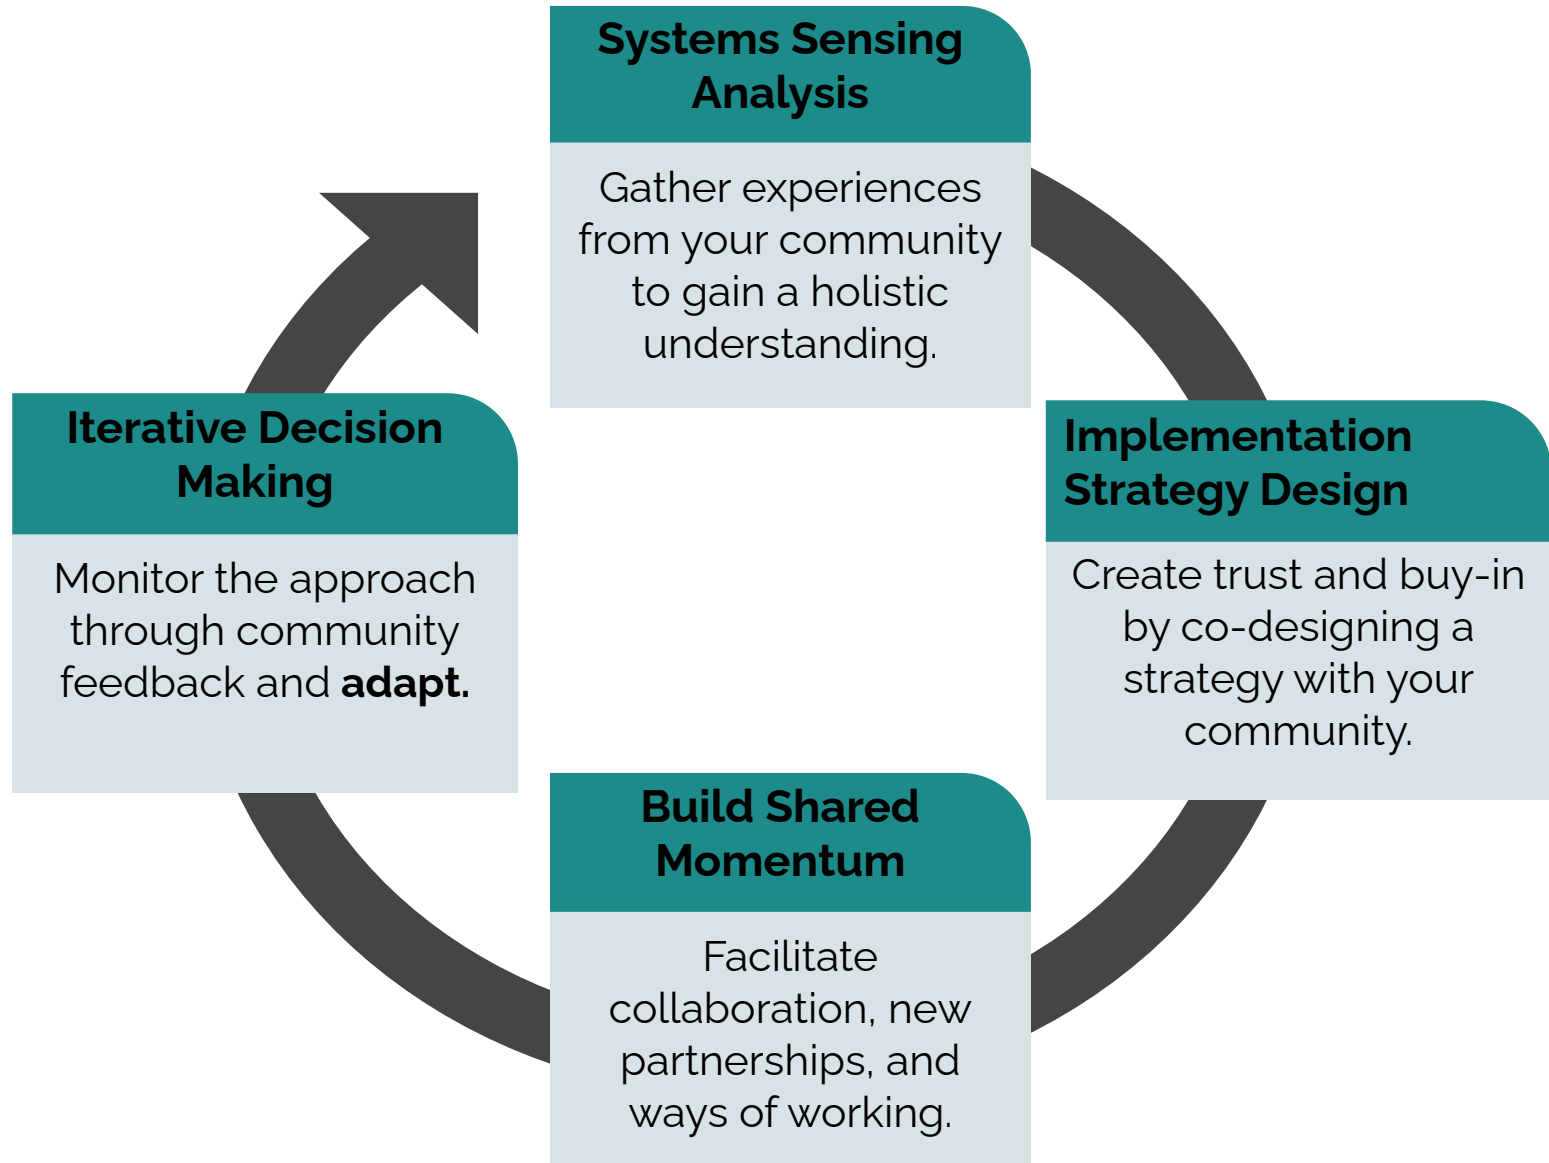 Systems Sensing
Analysis
Gather experiences
from your community
to gain a holistic
understanding.
Implementation
Strategy Design
Create trust and buy-in
by co-designing a
strategy with your
community.
Build Shared
Momentum
Facilitate
collaboration, new
partnerships, and
ways of working.
Iterative Decision
Making
Monitor the approach
through community
feedback and adapt.